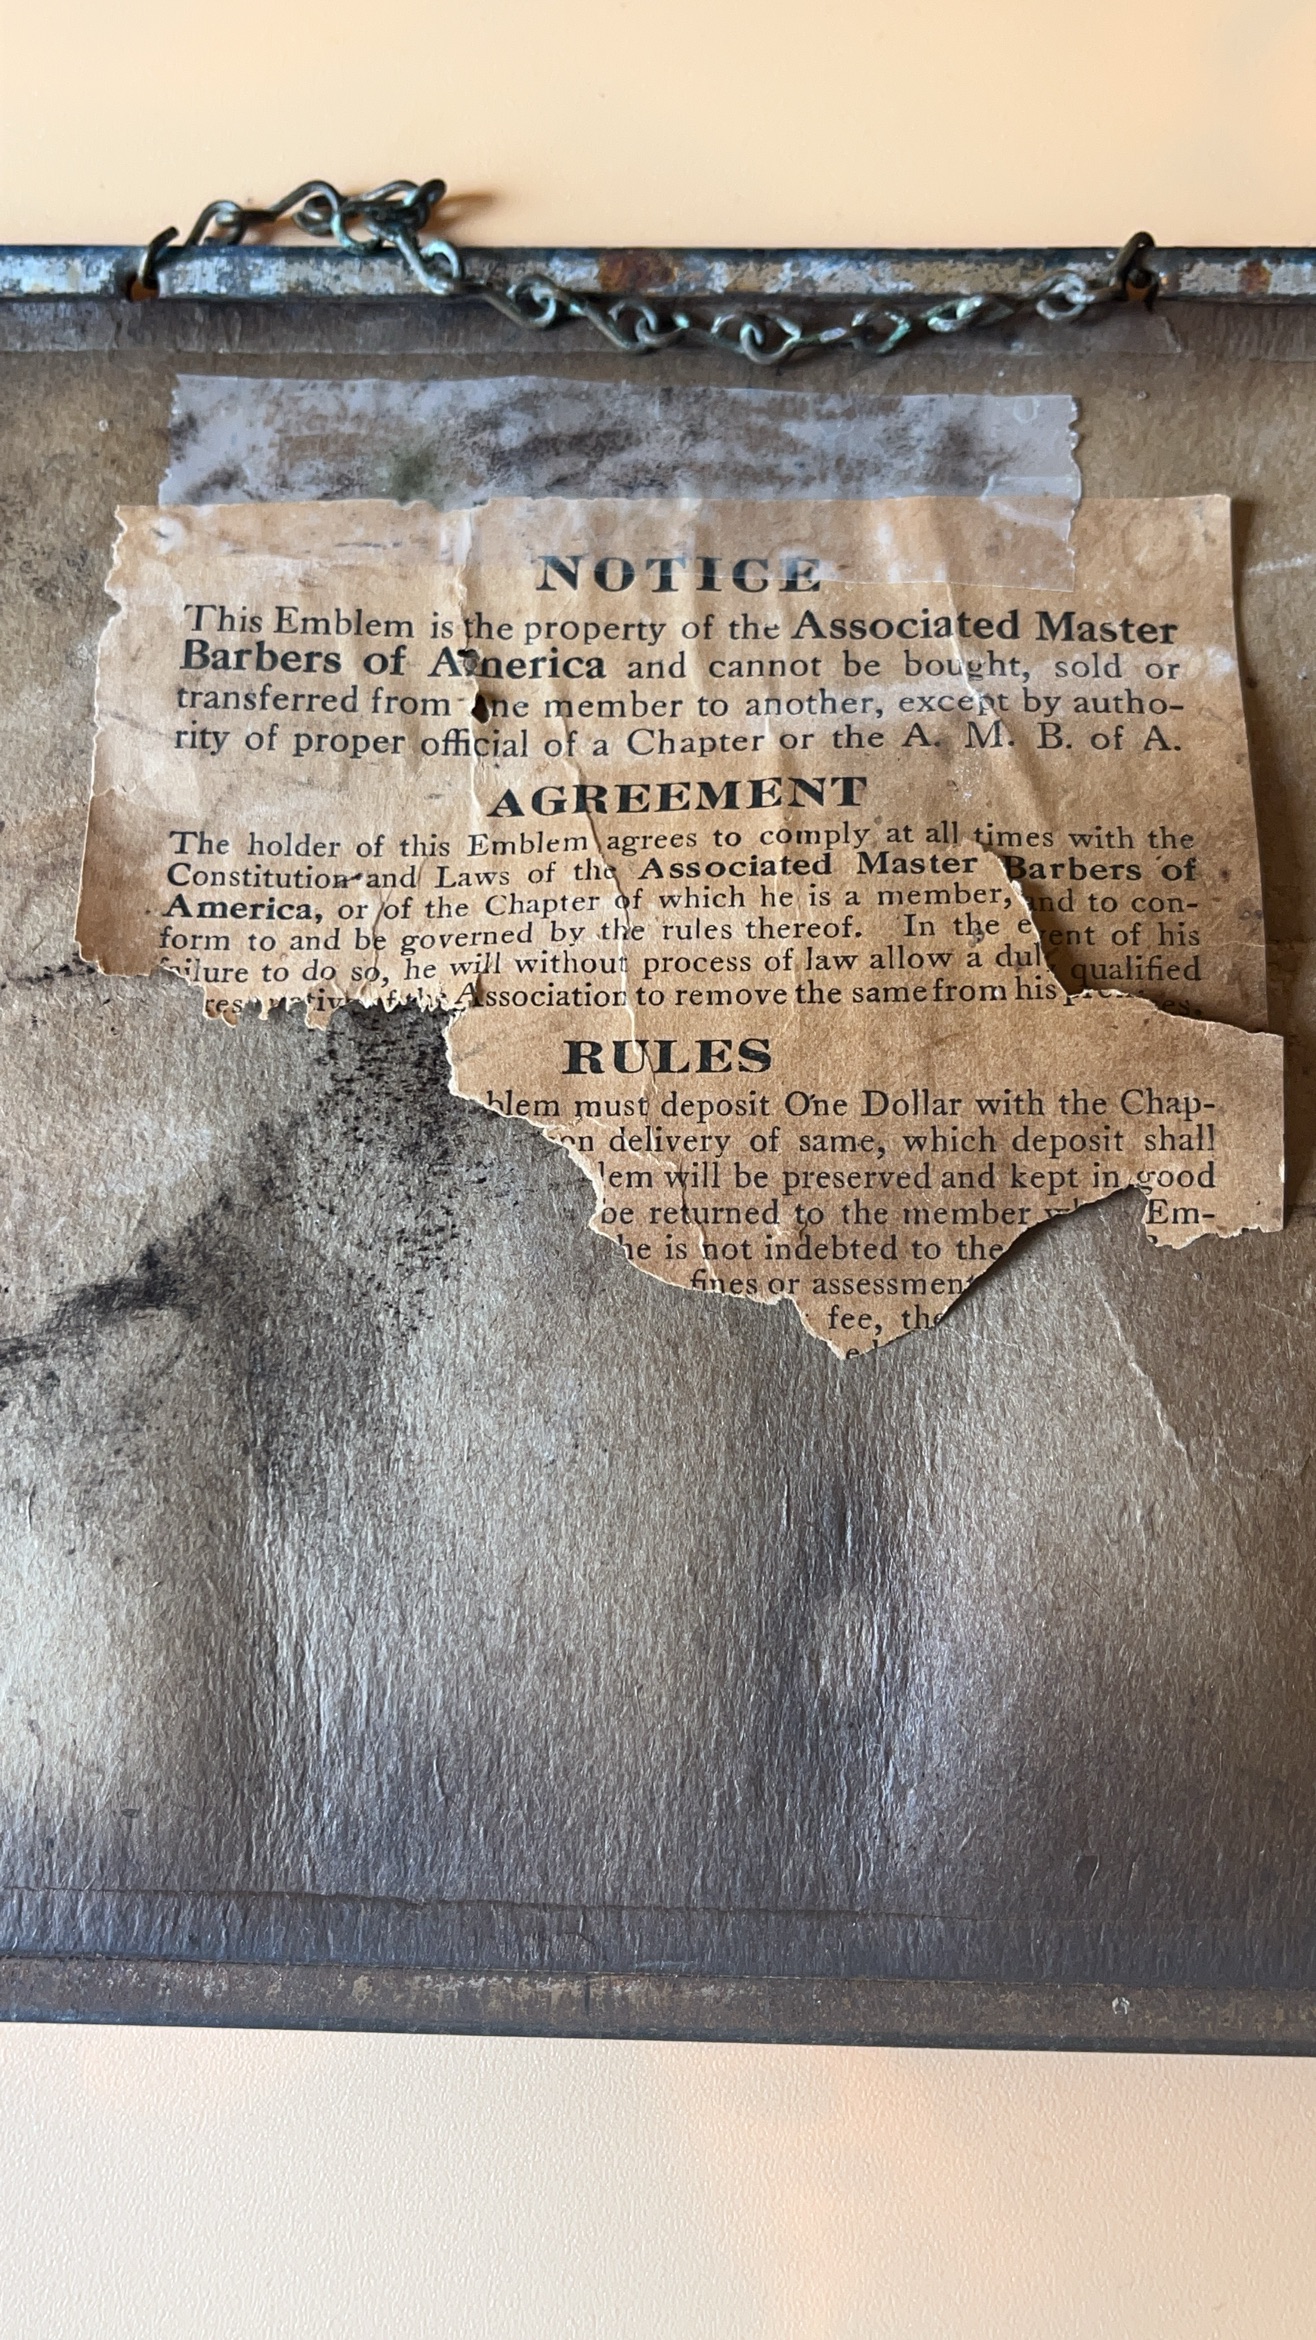 NOTICE
This Emblem is the property of the Associated Master
Barbers of America and cannot be bought, sold or
transferred from one member to another, except by autho-
rity of proper official of a Chapter or the A. M. B. of A.
AGREEMENT
The holder of this Emblem agrees to comply at all times with the
Constitution and Laws of the Associated Master Barbers of
America, or of the Chapter of which he is a member, and to con-
form to and be governed by the rules thereof. In the event of his
failure to do so, he will without process of law allow a duly qualified
of the Association to remove the same from his
RULES
blem must deposit One Dollar with the Chap-
on delivery of same, which deposit shall
lem will be preserved and kept in good
be returned to the member Em-
he is not indebted to the
fines or assessment
fee, the